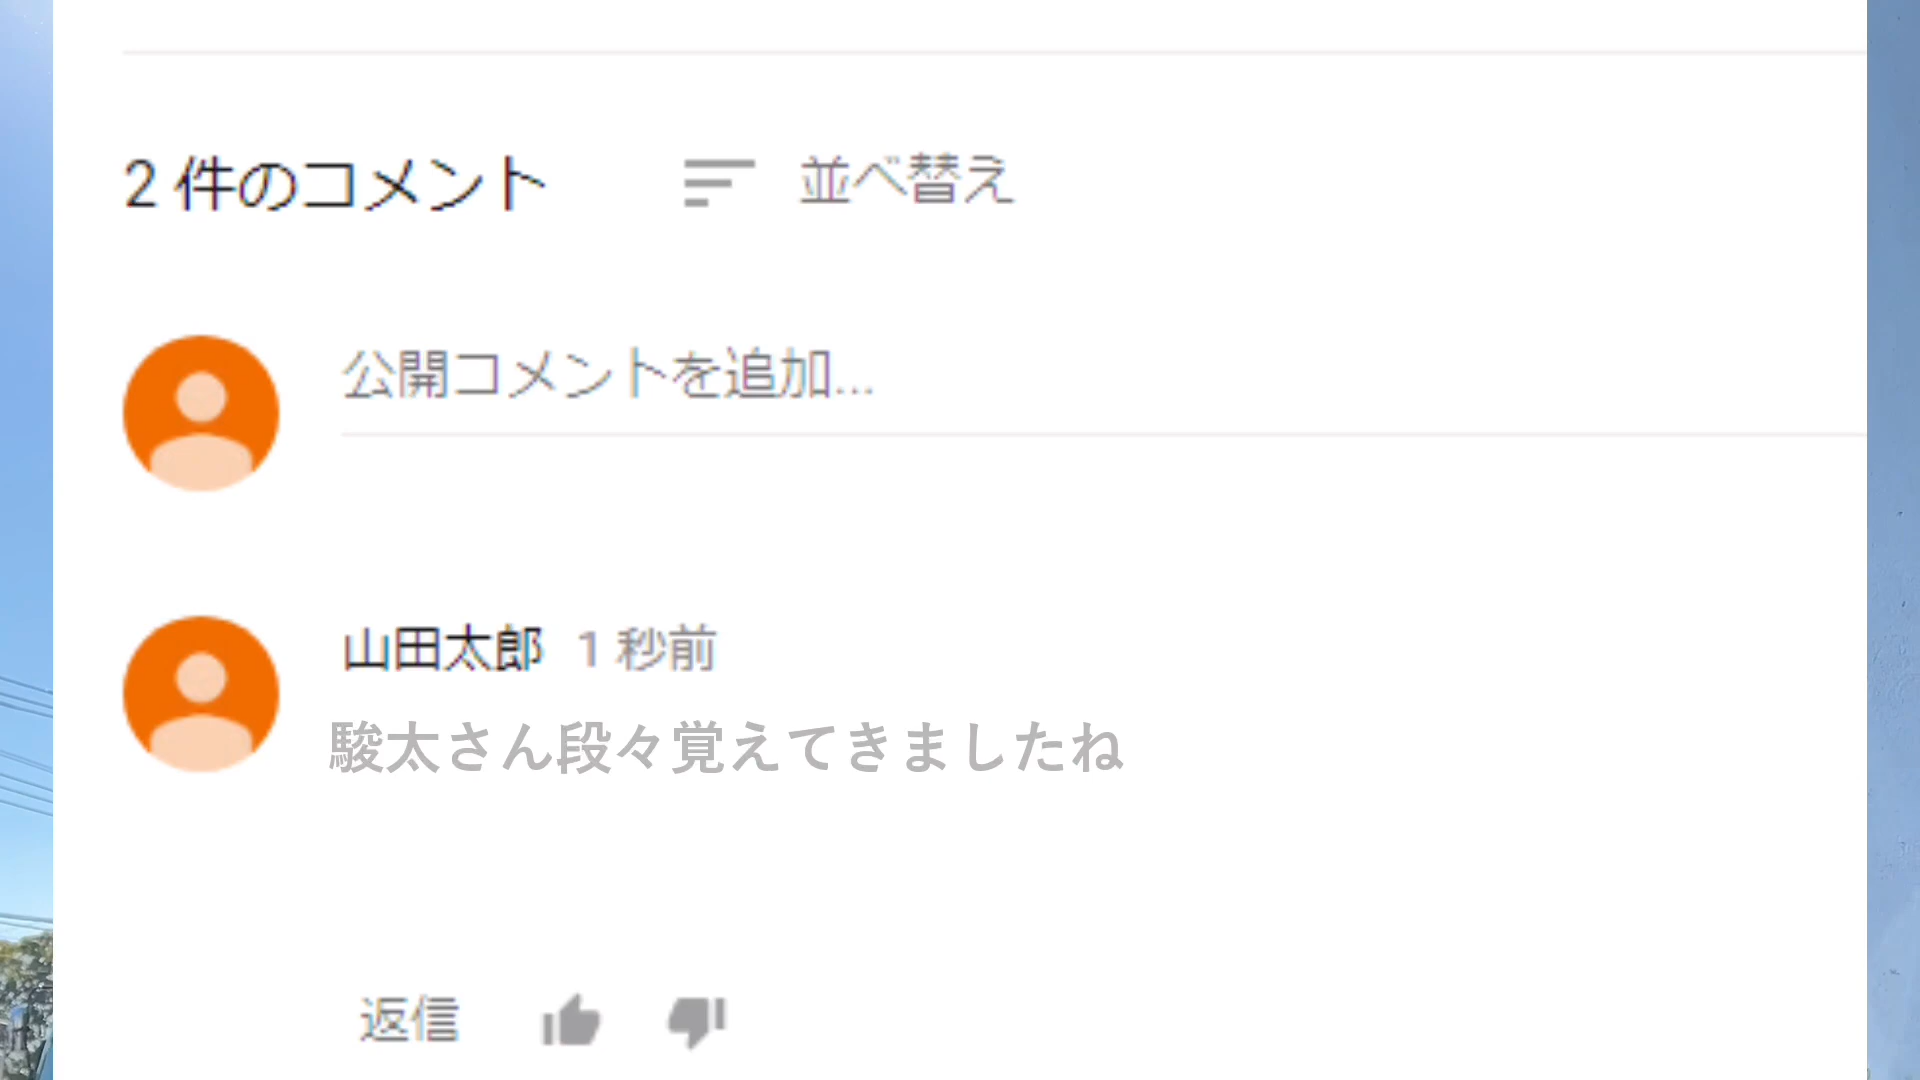 2 件のコメント 並べ替え
公開コメントを追加...
山田太郎 1 秒前
駿太さん段々覚えてきましたね
返信